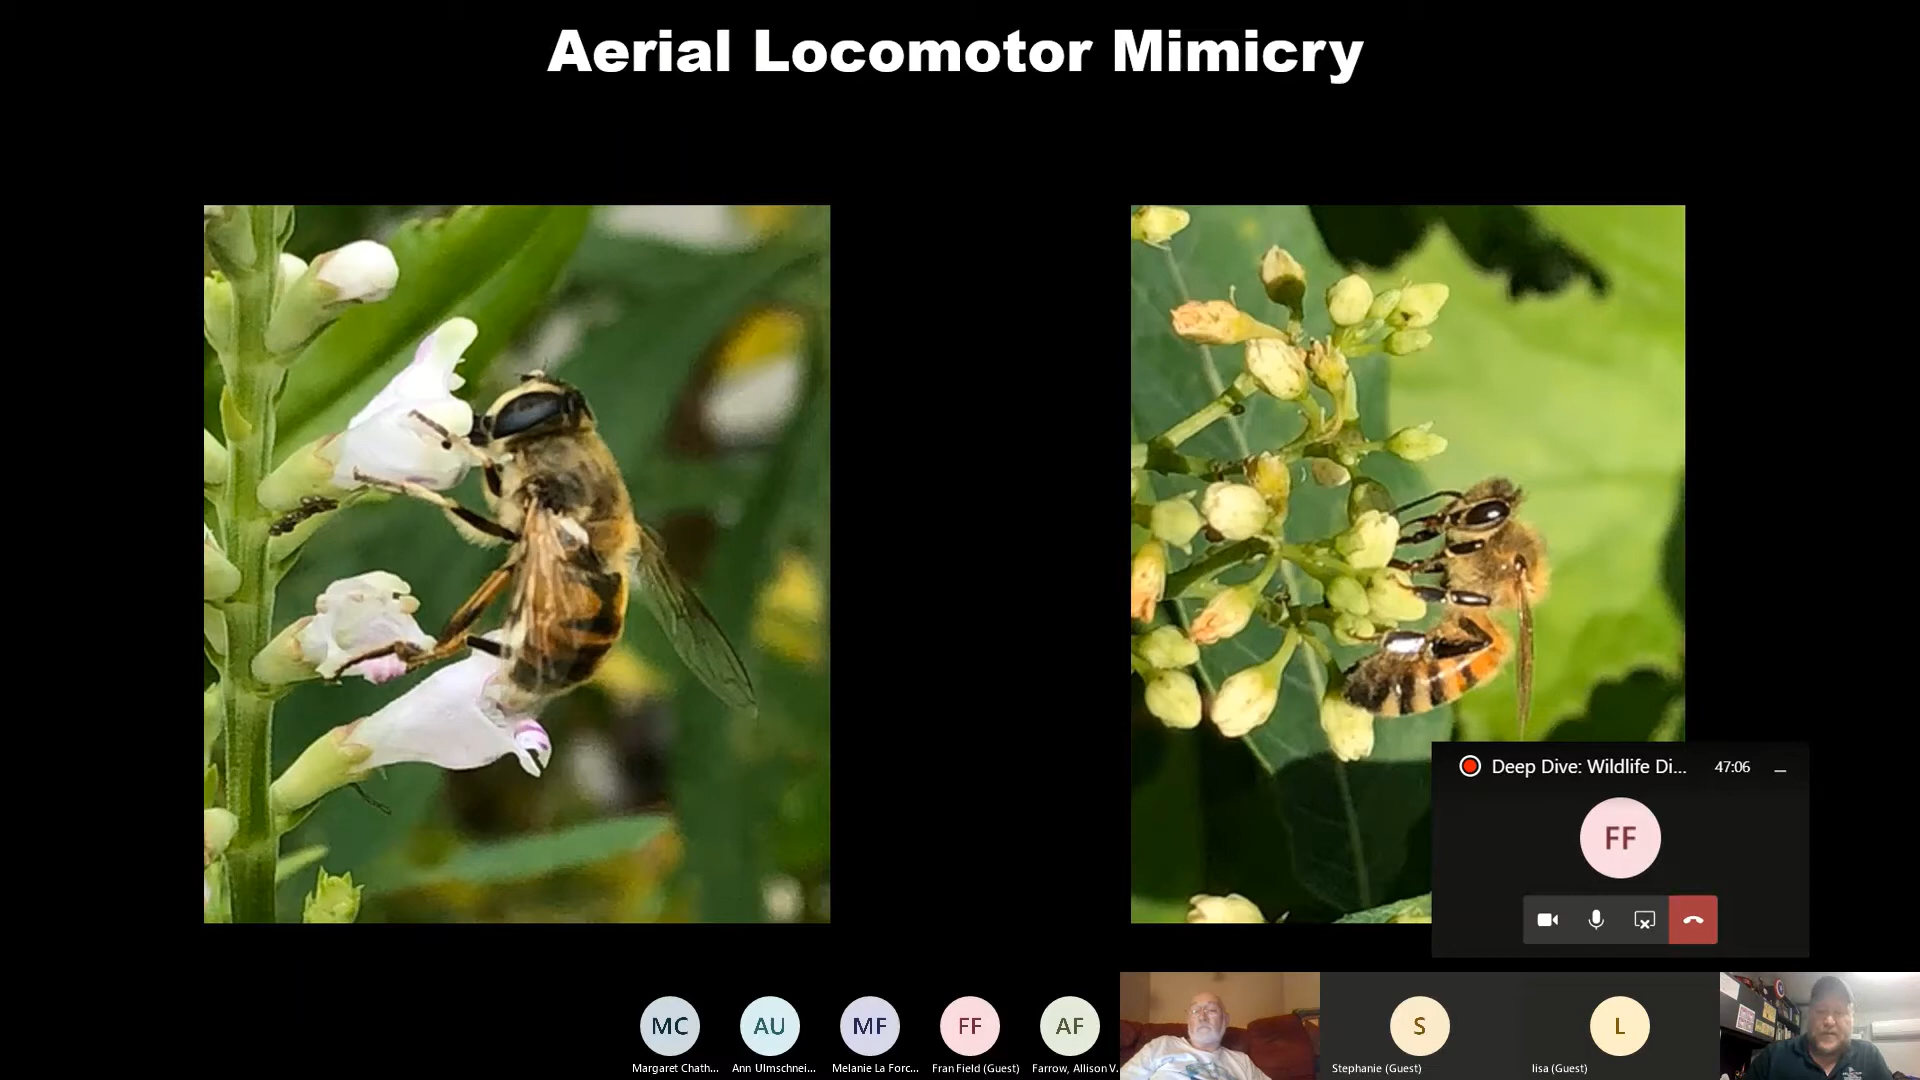 Aerial Locomotor Mimicry
Deep Dive: Wildlife Di...
47:06
FF
MC
AU
MF
FF
AF
S
L
Margaret Chath...
Ann Ulmschnei...
Melanie La Forc...
Fran Field (Guest)
Farrow, Allison V.
Stephanie (Guest)
lisa (Guest)